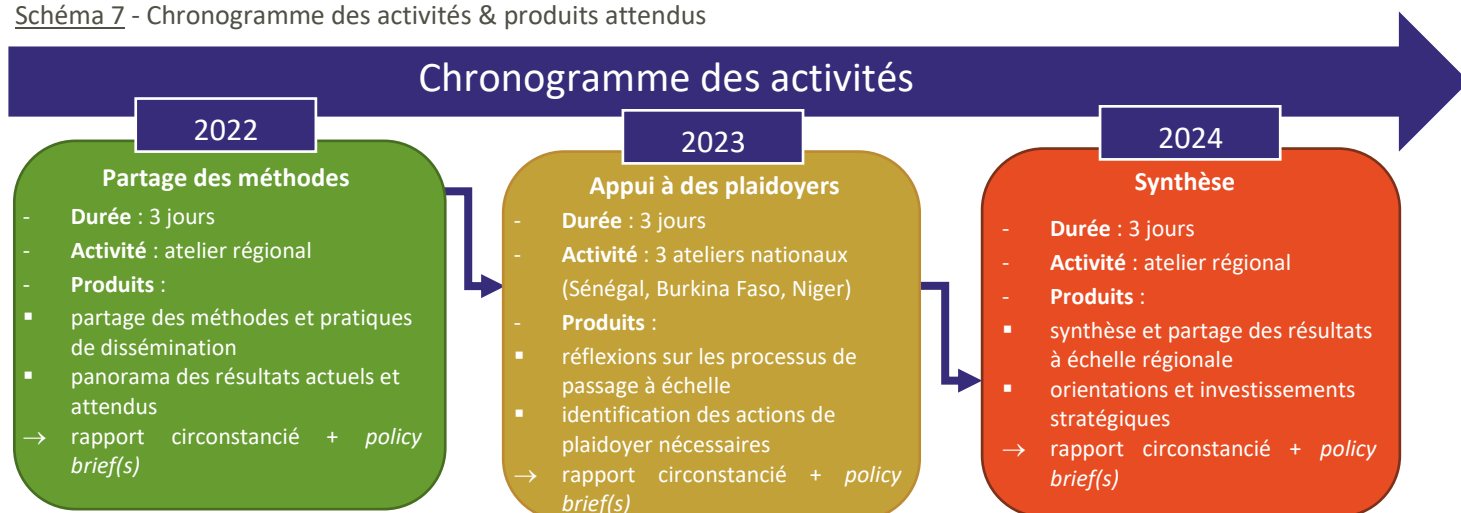 Schéma 7 - Chronogramme des activités & produits attendus
Chronogramme des activités
2022
Partage des méthodes
- Durée : 3 jours
- Activité : atelier régional
- Produits :
▪ partage des méthodes et pratiques
de dissémination
▪ panorama des résultats actuels et
attendus
→ rapport circonstancié + policy
brief(s)
2023
Appui à des plaidoyers
- Durée : 3 jours
- Activité : 3 ateliers nationaux
(Sénégal, Burkina Faso, Niger)
- Produits :
▪ réflexions sur les processus de
passage à échelle
▪ identification des actions de
plaidoyer nécessaires
→ rapport circonstancié + policy
brief(s)
2024
Synthèse
- Durée : 3 jours
- Activité : atelier régional
- Produits :
▪ synthèse et partage des résultats
à échelle régionale
▪ orientations et investissements
stratégiques
→ rapport circonstancié + policy
brief(s)